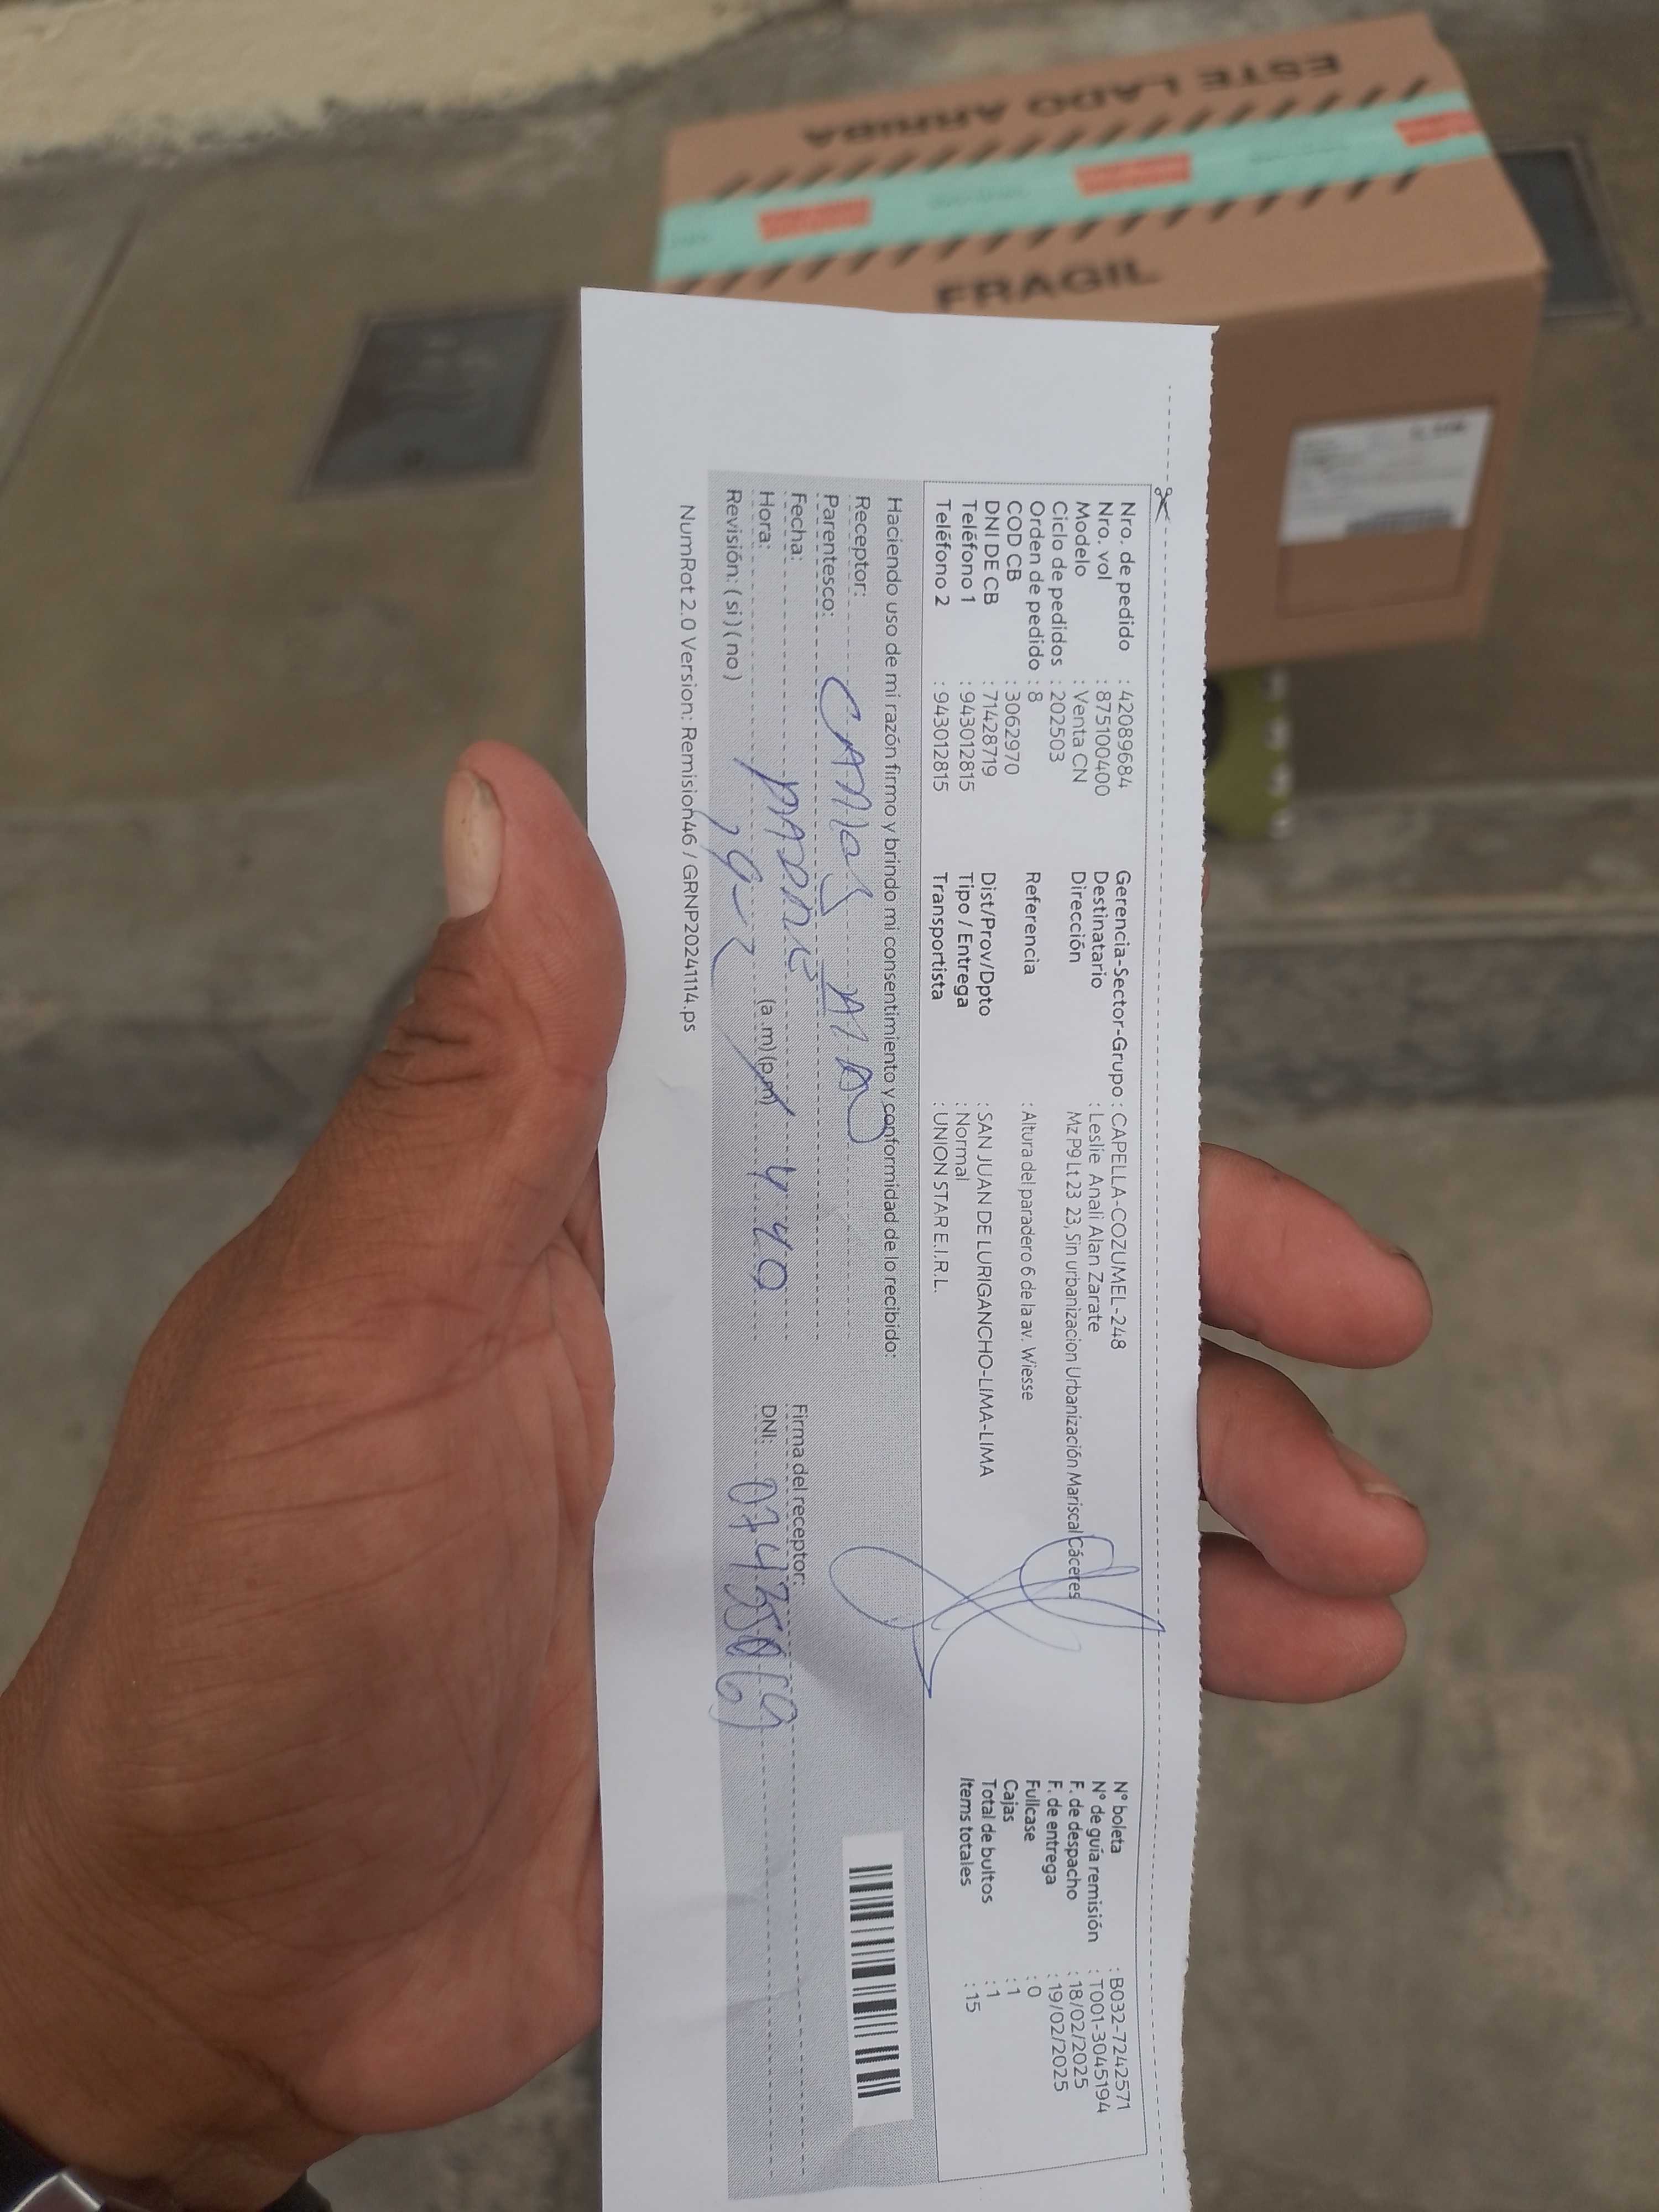 ESTE LADO ARRIBA
FRAGIL
Nro. de pedido : 42089684
Nro. vol : 875100400
Modelo : Venta CN
Ciclo de pedidos : 202503
Orden de pedido : 8
COD CB : 3062970
DNI DE CB : 71428719
Teléfono 1 : 943012815
Teléfono 2 : 943012815
Gerencia-Sector-Grupo : CAPELLA-COZUMEL-248
Destinatario : Leslie Anali Alan Zarate
Dirección Mz P9 Lt 23 23, Sin urbanizacion Urbanización Mariscal Cáceres
Referencia : Altura del paradero 6 de la av. Wiesse
Dist/Prov/Dpto : SAN JUAN DE LURIGANCHO-LIMA-LIMA
Tipo / Entrega : Normal
Transportista : UNION STAR E.I.R.L.
N° boleta : B032-7242571
N° de guía remisión : T001-3045194
F. de despacho : 18/02/2025
F. de entrega : 19/02/2025
Fullcase : 0
Cajas : 1
Total de bultos : 1
Items totales : 15
Haciendo uso de mi razón firmo y brindo mi consentimiento y conformidad de lo recibido:
Receptor:
Parentesco:
Fecha:
Hora: (a.m)(p.m) 4 40
Revisión: (si)(no)
Firma del receptor:
DNI:
NumRot 2.0 Version: Remision46 / GRNP20241114.ps